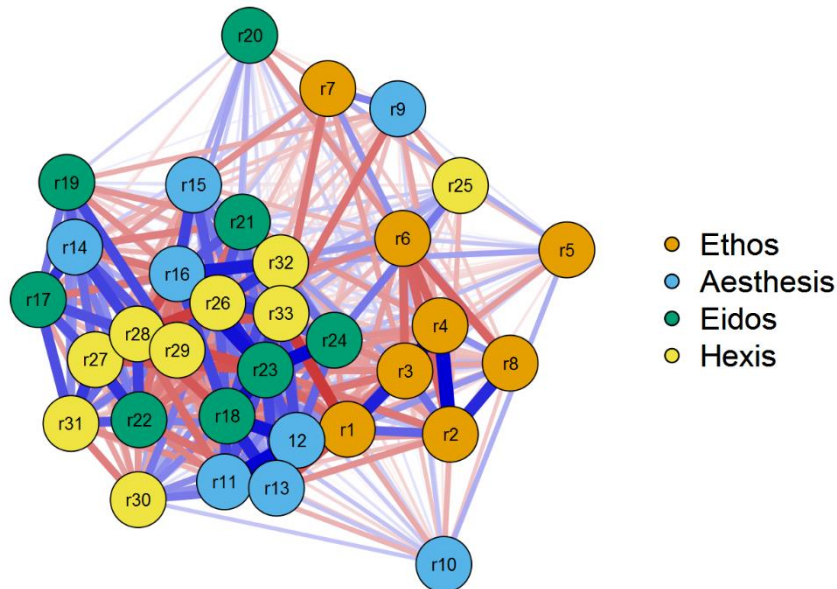 r20
r7
r9
r19
r15
r25
r21
r14
r6
r5
r32
r16
r17
r26
r33
r28
r4
r24
r27
r29
r8
r3
r23
r31
r22
r18
r1
r2
12
r11
r13
r30
r10
Ethos
Aesthesis
Eidos
Hexis